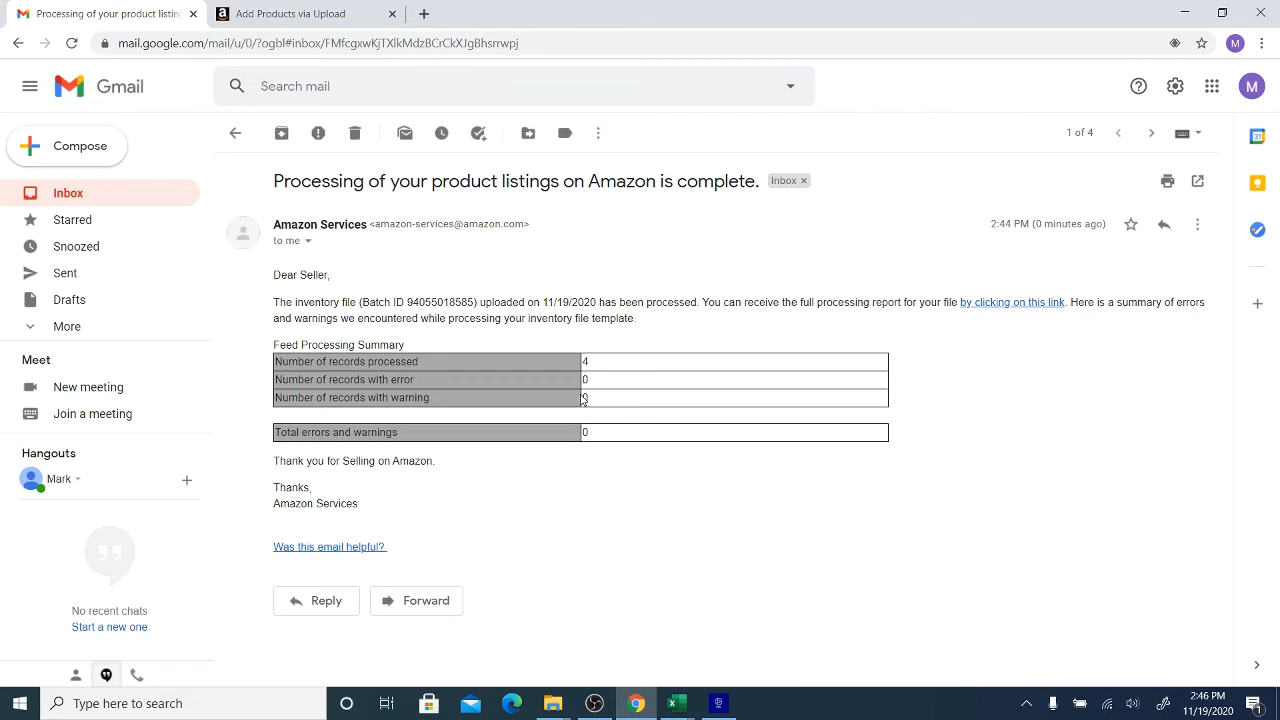 Processing of your product listing
Add Products via Upload
mail.google.com/mail/u/0/?ogbl#inbox/FMfcgxwKjTXlkMdzBCrCkXJgBhsrrwpj
M
Gmail
Search mail
M
Compose
1 of 4
Inbox
Processing of your product listings on Amazon is complete.
Inbox
Starred
Amazon Services <amazon-services@amazon.com>
2:44 PM (0 minutes ago)
to me
Snoozed
Sent
Dear Seller,
Drafts
The inventory file (Batch ID 94055018585) uploaded on 11/19/2020 has been processed. You can receive the full processing report for your file by clicking on this link. Here is a summary of errors
and warnings we encountered while processing your inventory file template.
More
Feed Processing Summary
Meet
Number of records processed 4
Number of records with error 0
New meeting
Number of records with warning 0
Join a meeting
Total errors and warnings 0
Hangouts
Thank you for Selling on Amazon.
Mark
Thanks,
Amazon Services
Was this email helpful?
No recent chats
Reply
Forward
Start a new one
Type here to search
2:46 PM
11/19/2020